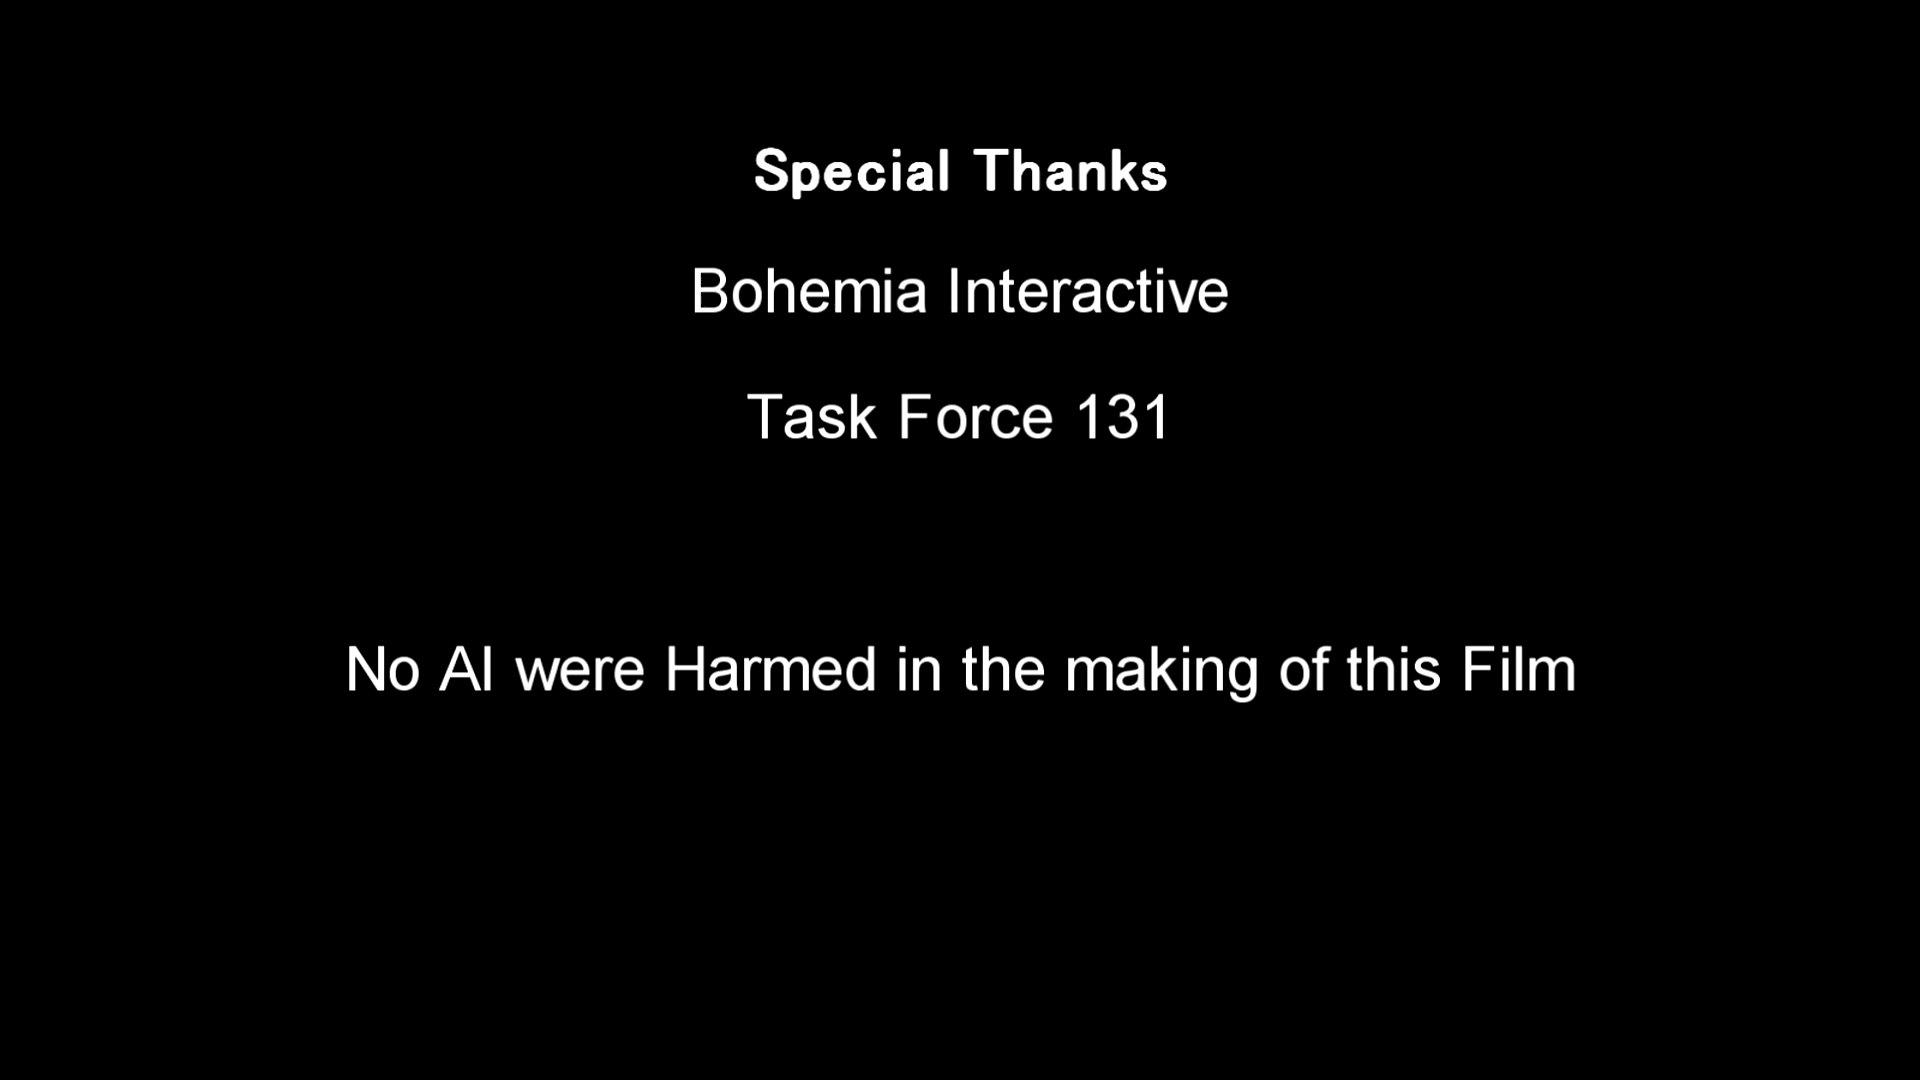 Special Thanks
Bohemia Interactive
Task Force 131
No AI were Harmed in the making of this Film